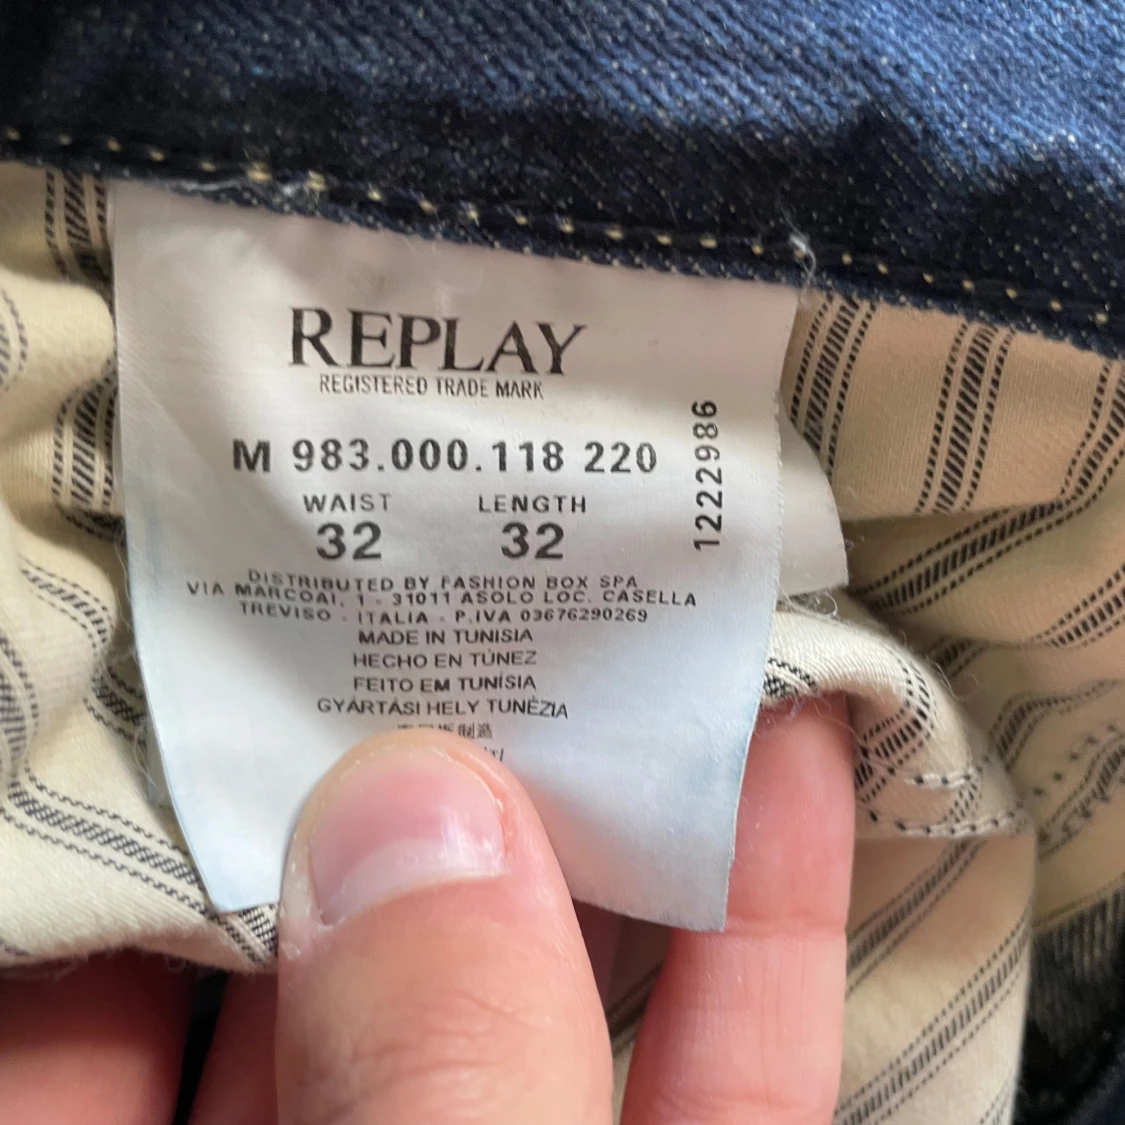 REPLAY
REGISTERED TRADE MARK
M 983.000.118 220
1222986
WAIST LENGTH
32 32
DISTRIBUTED BY FASHION BOX SPA
VIA MARCOAI, 1 - 31011 ASOLO LOC. CASELLA
TREVISO - ITALIA - P.IVA 03676290269
MADE IN TUNISIA
HECHO EN TÚNEZ
FEITO EM TUNÍSIA
GYÁRTÁSI HELY TUNÉZIA
制造